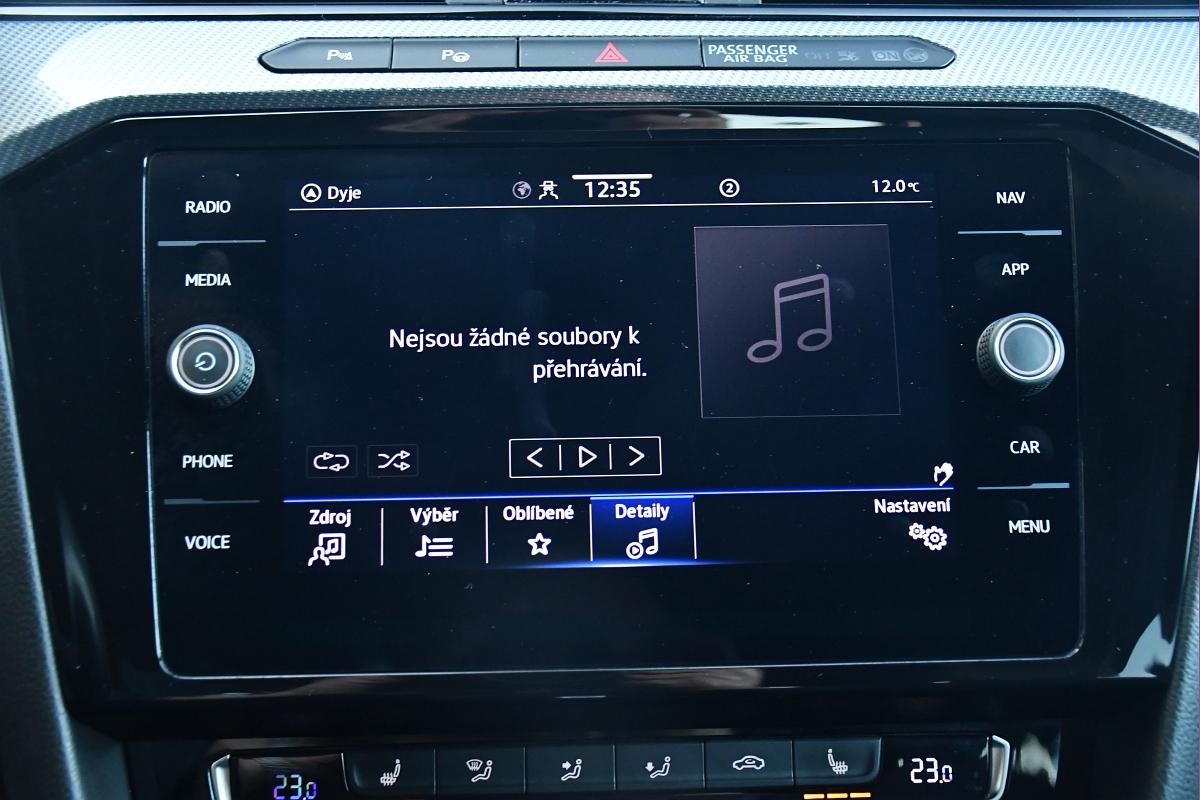 P P
PASSENGER
AIR BAG OFF ON
RADIO
MEDIA
PHONE
VOICE
Dyje 12:35 2 12.0 °C
Nejsou žádné soubory k
přehrávání.
Zdroj Výběr Oblíbené Detaily Nastavení
NAV
APP
CAR
MENU
23.0 23.0